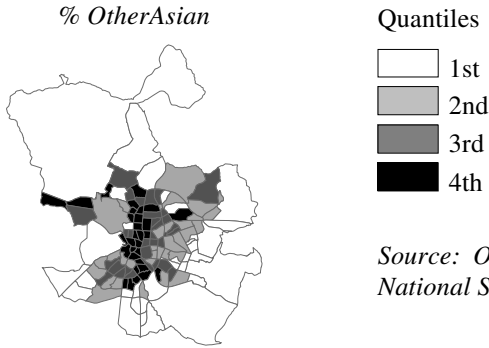 % OtherAsian
Quantiles
1st
2nd
3rd
4th
Source: O
National S